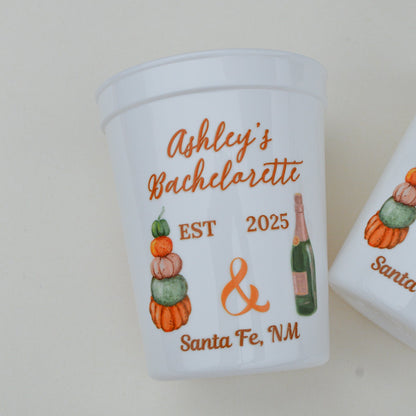 Ashley's
Bachelorette
EST 2025
&
Santa Fe, NM
Santa